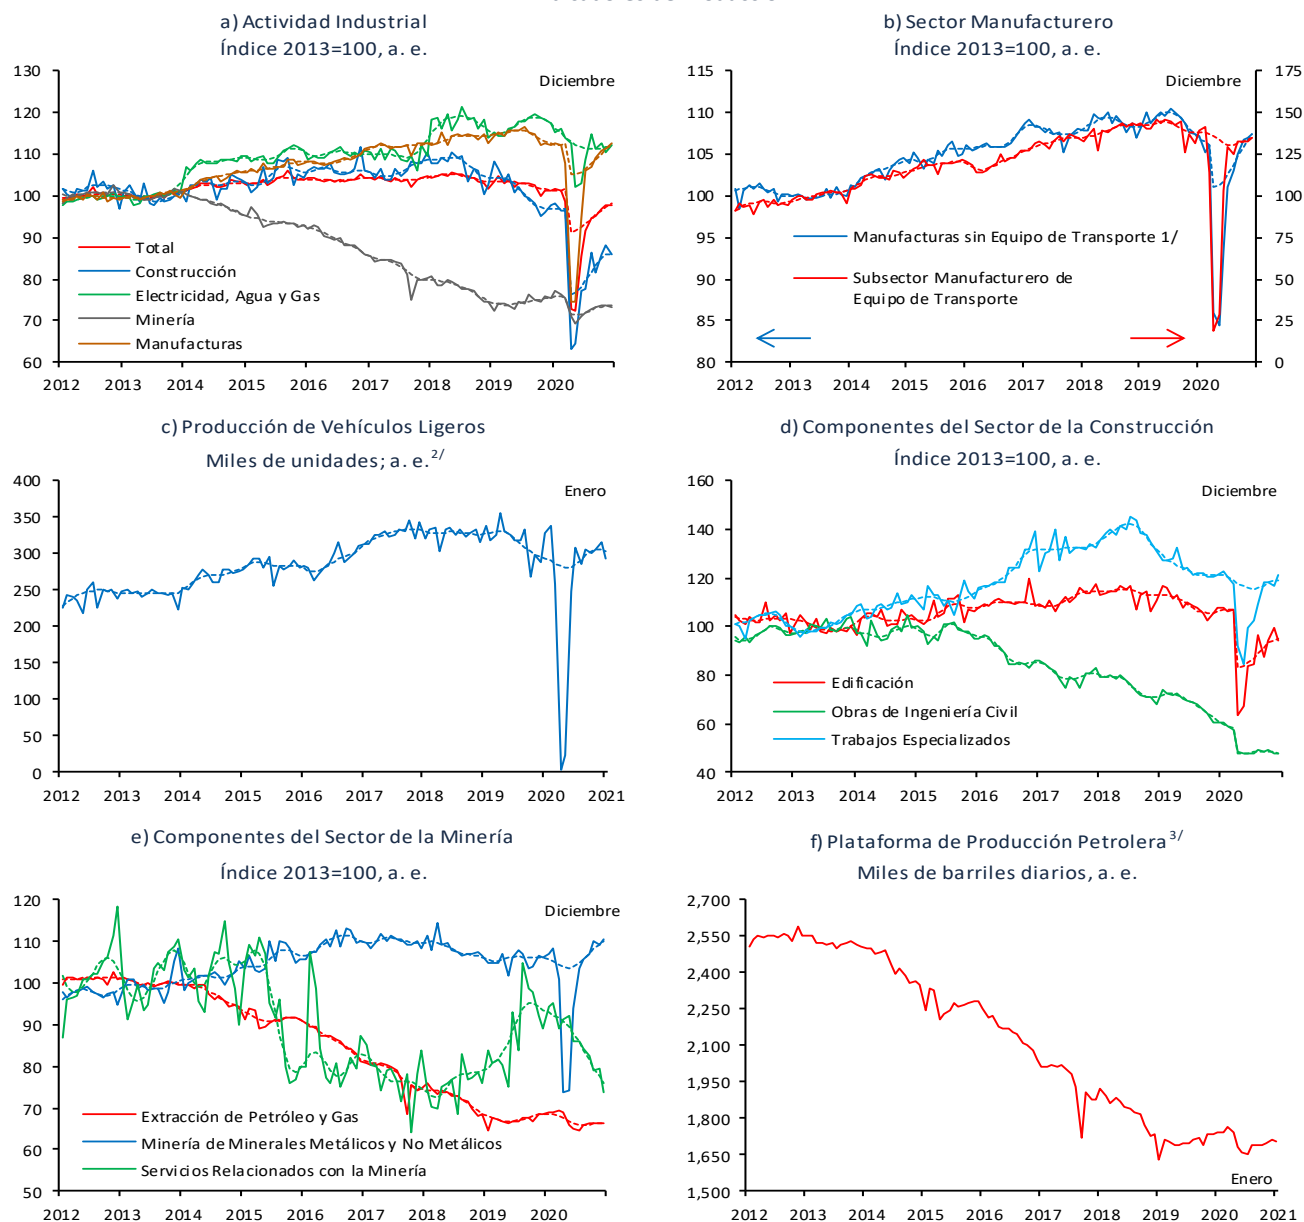 a) Actividad Industrial
Índice 2013=100, a. e.
Diciembre
130
120
110
100
90
80
70
60
Total
Construcción
Electricidad, Agua y Gas
Minería
Manufacturas
2012 2013 2014 2015 2016 2017 2018 2019 2020
b) Sector Manufacturero
Índice 2013=100, a. e.
Diciembre
115
110
105
100
95
90
85
80
175
150
125
100
75
50
25
0
Manufacturas sin Equipo de Transporte 1/
Subsector Manufacturero de
Equipo de Transporte
2012 2013 2014 2015 2016 2017 2018 2019 2020
c) Producción de Vehículos Ligeros
Miles de unidades; a. e.2/
Enero
400
350
300
250
200
150
100
50
0
2012 2013 2014 2015 2016 2017 2018 2019 2020 2021
d) Componentes del Sector de la Construcción
Índice 2013=100, a. e.
Diciembre
160
140
120
100
80
60
40
Edificación
Obras de Ingeniería Civil
Trabajos Especializados
2012 2013 2014 2015 2016 2017 2018 2019 2020
e) Componentes del Sector de la Minería
Índice 2013=100, a. e.
Diciembre
120
110
100
90
80
70
60
50
Extracción de Petróleo y Gas
Minería de Minerales Metálicos y No Metálicos
Servicios Relacionados con la Minería
2012 2013 2014 2015 2016 2017 2018 2019 2020
f) Plataforma de Producción Petrolera3/
Miles de barriles diarios, a. e.
2,700
2,550
2,400
2,250
2,100
1,950
1,800
1,650
1,500
Enero
2012 2013 2014 2015 2016 2017 2018 2019 2020 2021